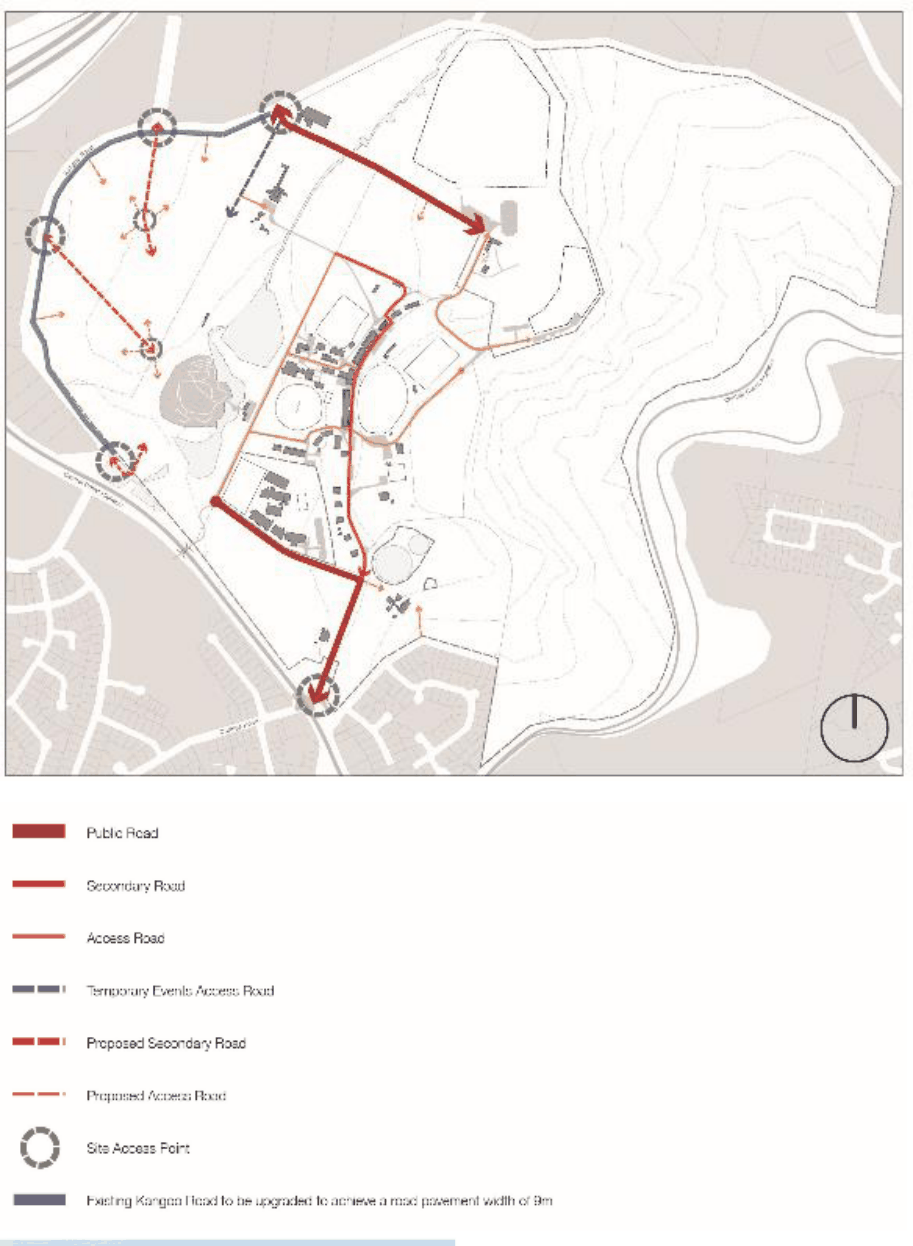 Public Road
Secondary Road
Access Road
Temporary Events Access Road
Proposed Secondary Road
Proposed Access Road
Site Access Point
Existing Kangoo Road to be upgraded to achieve a road pavement width of 9m